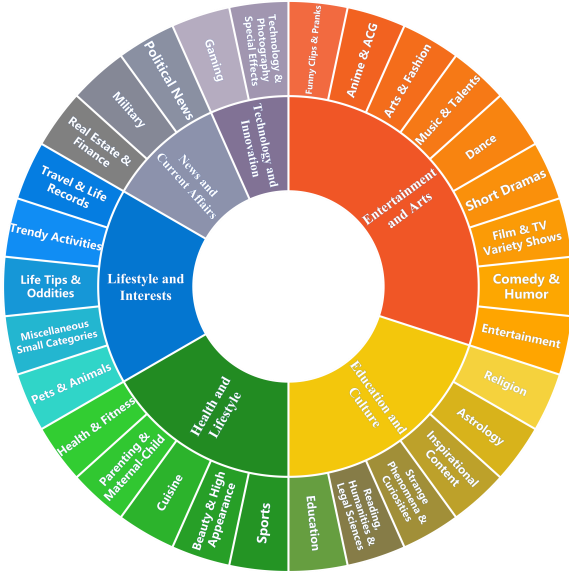 Funny Clips & Pranks
Anime & ACG
Arts & Fashion
Music & Talents
Dance
Short Dramas
Film & TV
Variety Shows
Comedy &
Humor
Entertainment
Religion
Astrology
Inspirational
Content
Strange
Phenomena &
Curiosities
Reading,
Humanities &
Legal Sciences
Education
Sports
Beauty & High
Appearance
Cuisine
Parenting &
Maternal-Child
Health & Fitness
Pets & Animals
Miscellaneous
Small Categories
Life Tips &
Oddities
Trendy Activities
Travel & Life
Records
Real Estate &
Finance
Military
Political News
Gaming
Technology &
Photography
Special Effects
Entertainment
and Arts
Education and
Culture
Health and
Lifestyle
Lifestyle and
Interests
News and
Current Affairs
Technology and
Innovation